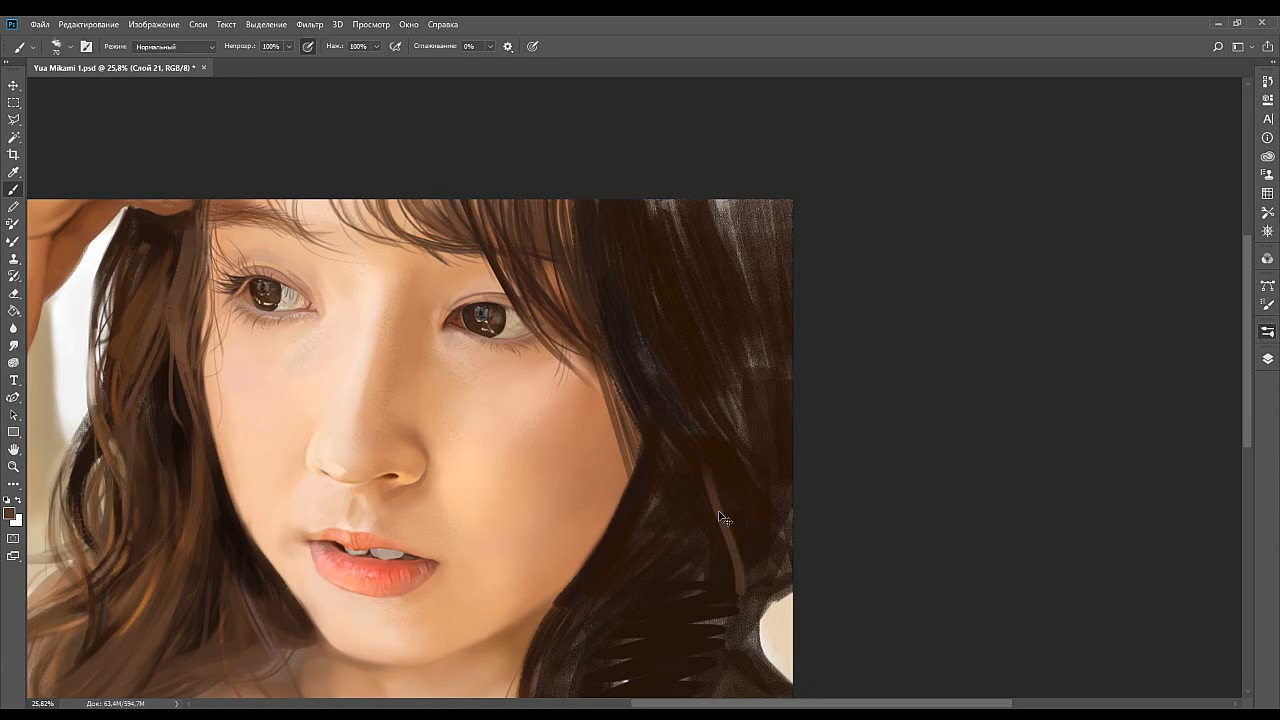 Ps Файл Редактирование Изображение Слои Текст Выделение Фильтр 3D Просмотр Окно Справка
70 Режим: Нормальный Непрозр.: 100% Наж.: 100% Сглаживание: 0%
Yua Mikami 1.psd @ 25,8% (Слой 21, RGB/8) * ×
25,82% Док: 63,4M/594,7M